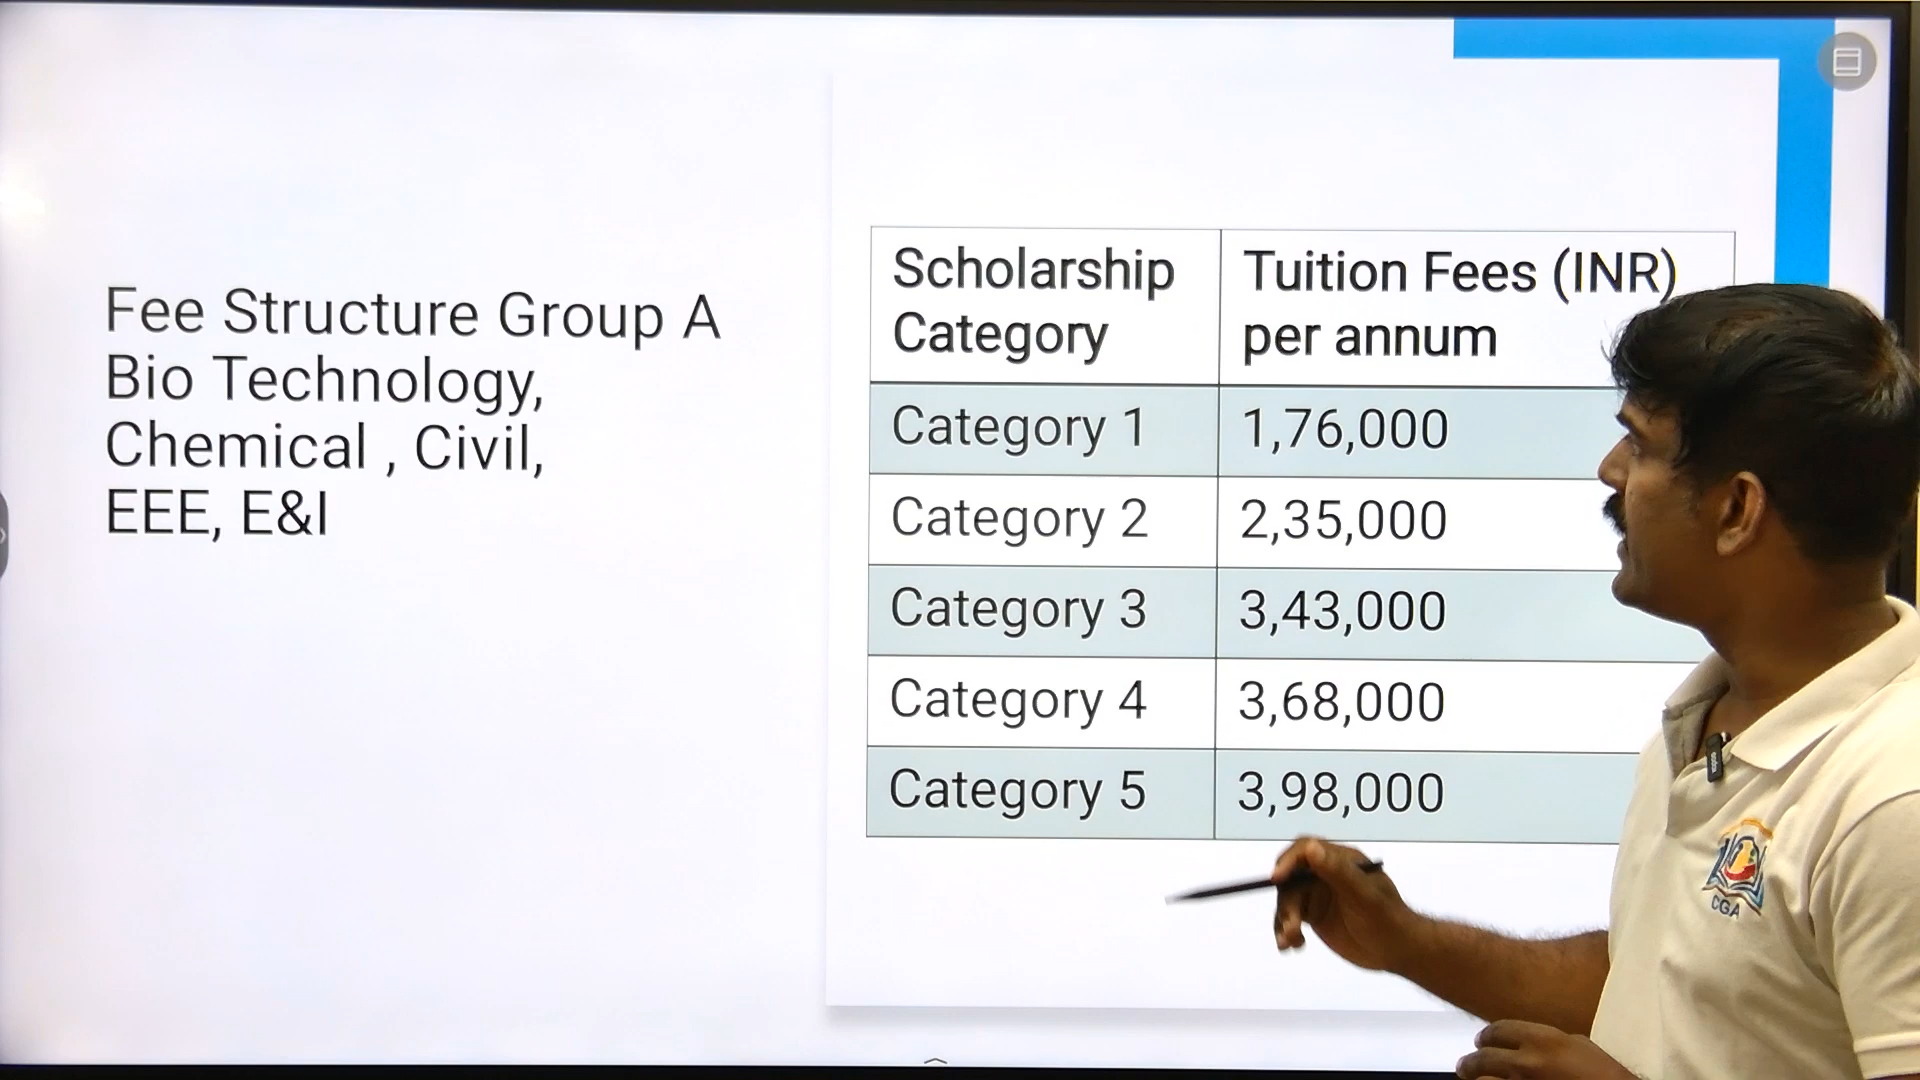 Fee Structure Group A
Bio Technology,
Chemical , Civil,
EEE, E&I
Scholarship Category
Tuition Fees (INR) per annum
Category 1 1,76,000
Category 2 2,35,000
Category 3 3,43,000
Category 4 3,68,000
Category 5 3,98,000
CGA